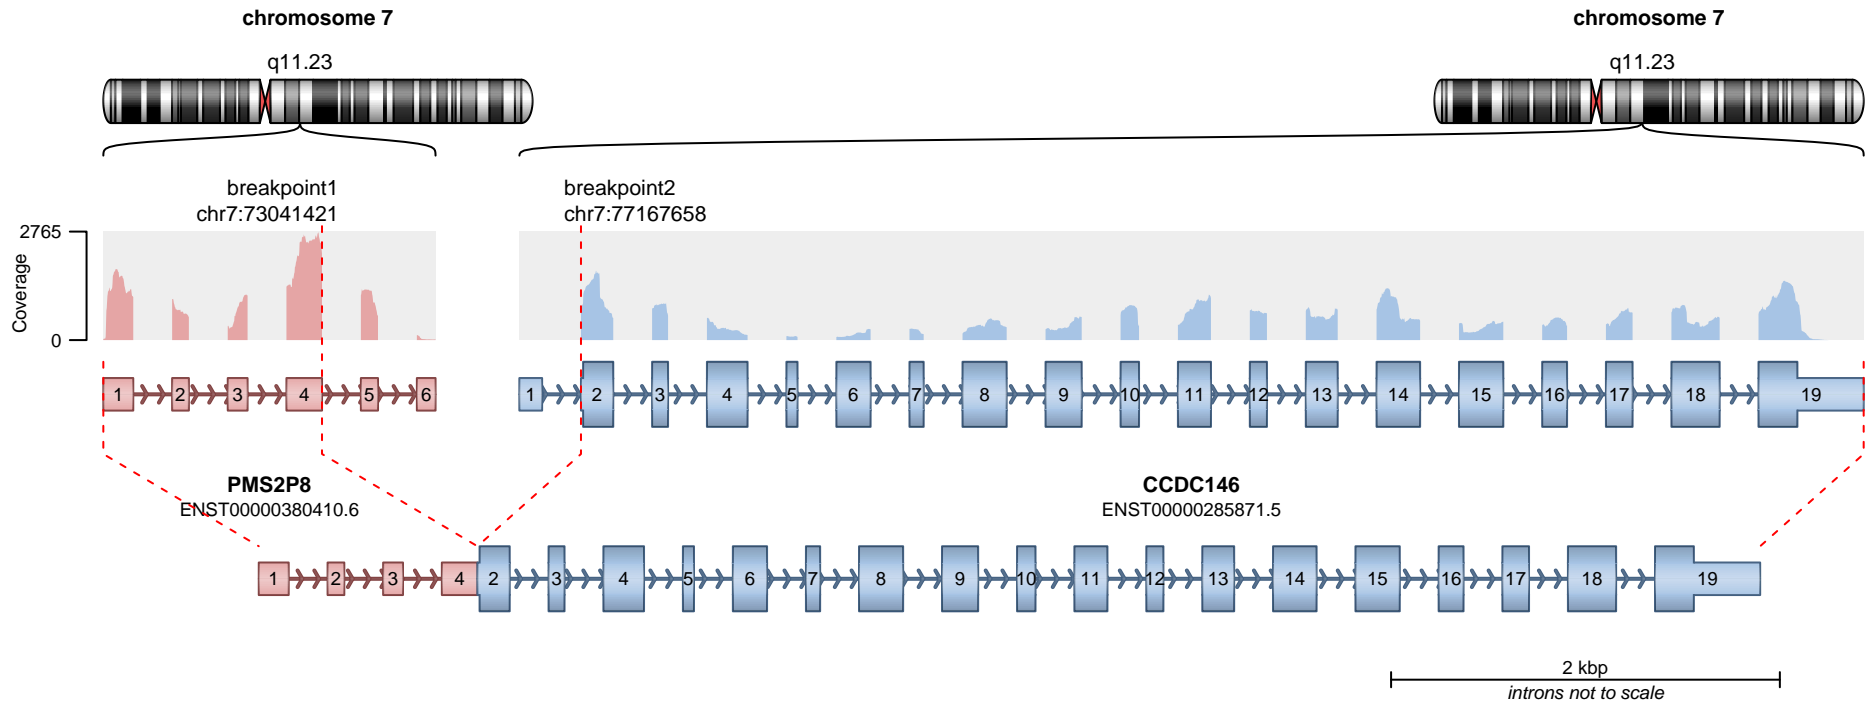 chromosome 7
chromosome 7
q11.23
q11.23
breakpoint1
chr7:73041421
breakpoint2
chr7:77167658
2765
Coverage
0
1 2 3 4 5 6
1 2 3 4 5 6 7 8 9 10 11 12 13 14 15 16 17 18 19
PMS2P8
ENST00000380410.6
CCDC146
ENST00000285871.5
1 2 3 4 2 3 4 5 6 7 8 9 10 11 12 13 14 15 16 17 18 19
2 kbp
introns not to scale